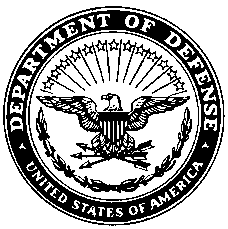 DEPARTMENT OF DEFENSE
UNITED STATES OF AMERICA